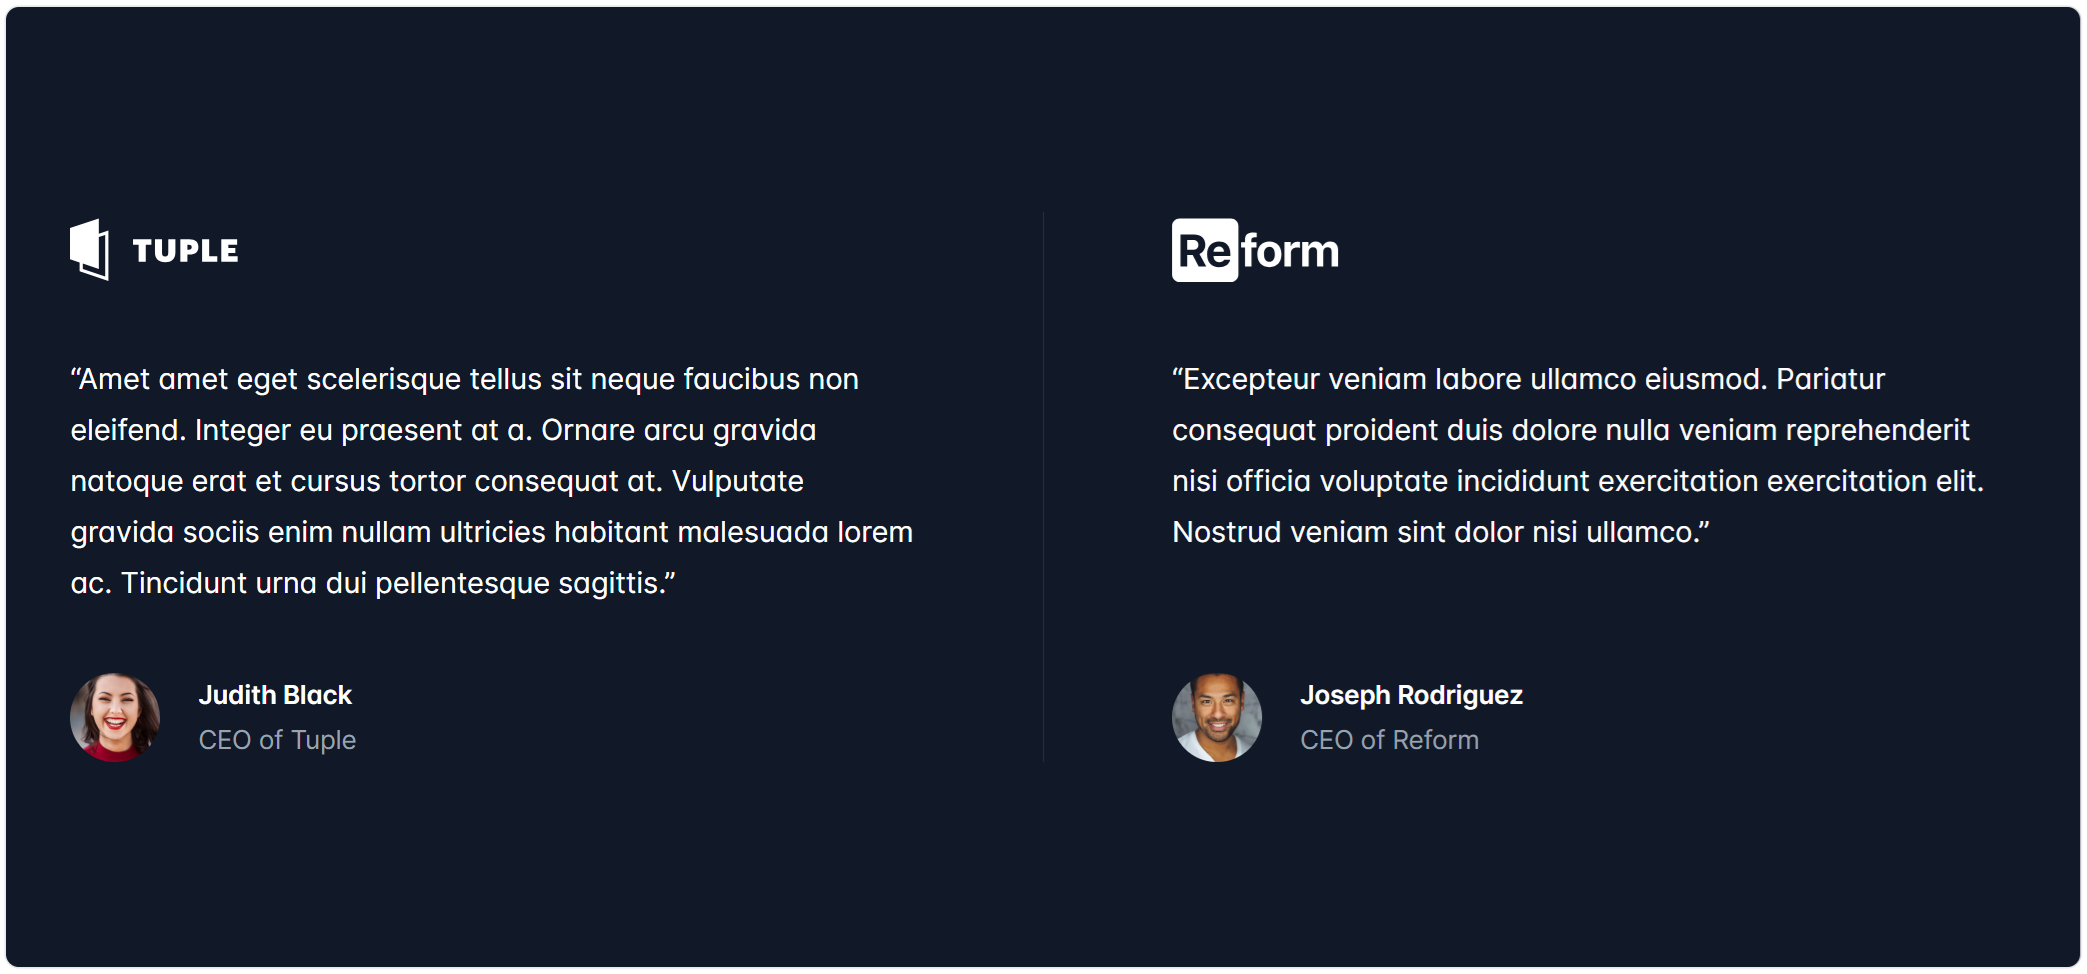 TUPLE
“Amet amet eget scelerisque tellus sit neque faucibus non
eleifend. Integer eu praesent at a. Ornare arcu gravida
natoque erat et cursus tortor consequat at. Vulputate
gravida sociis enim nullam ultricies habitant malesuada lorem
ac. Tincidunt urna dui pellentesque sagittis.”
Judith Black
CEO of Tuple
Reform
“Excepteur veniam labore ullamco eiusmod. Pariatur
consequat proident duis dolore nulla veniam reprehenderit
nisi officia voluptate incididunt exercitation exercitation elit.
Nostrud veniam sint dolor nisi ullamco.”
Joseph Rodriguez
CEO of Reform